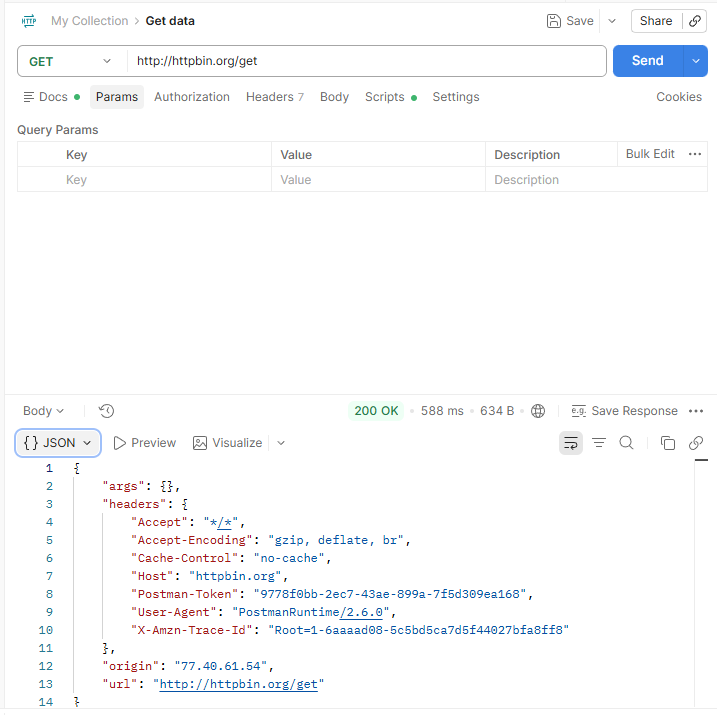 HTTP My Collection > Get data Save Share
GET http://httpbin.org/get Send
Docs Params Authorization Headers 7 Body Scripts Settings Cookies
Query Params
Key Value Description Bulk Edit ...
Key Value Description
Body 200 OK • 588 ms • 634 B • e.g. Save Response ...
{} JSON Preview Visualize
1 {
2 "args": {},
3 "headers": {
4 "Accept": "*/*",
5 "Accept-Encoding": "gzip, deflate, br",
6 "Cache-Control": "no-cache",
7 "Host": "httpbin.org",
8 "Postman-Token": "9778f0bb-2ec7-43ae-899a-7f5d309ea168",
9 "User-Agent": "PostmanRuntime/2.6.0",
10 "X-Amzn-Trace-Id": "Root=1-6aaaad08-5c5bd5ca7d5f44027bfa8ff8"
11 },
12 "origin": "77.40.61.54",
13 "url": "http://httpbin.org/get"
14 }